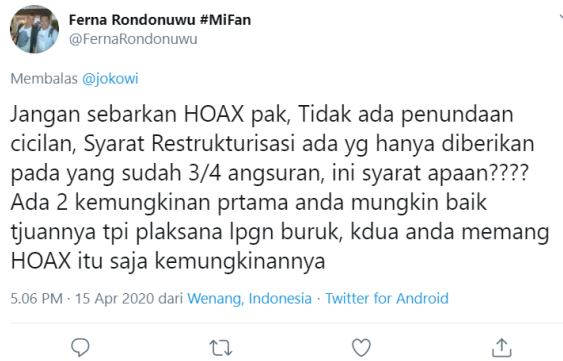 Ferna Rondonuwu #MiFan
@FernaRondonuwu
Membalas @jokowi
Jangan sebarkan HOAX pak, Tidak ada penundaan
cicilan, Syarat Restrukturisasi ada yg hanya diberikan
pada yang sudah 3/4 angsuran, ini syarat apaan????
Ada 2 kemungkinan prtama anda mungkin baik
tjuannya tpi plaksana lpgn buruk, kdua anda memang
HOAX itu saja kemungkinannya
5.06 PM · 15 Apr 2020 dari Wenang, Indonesia · Twitter for Android